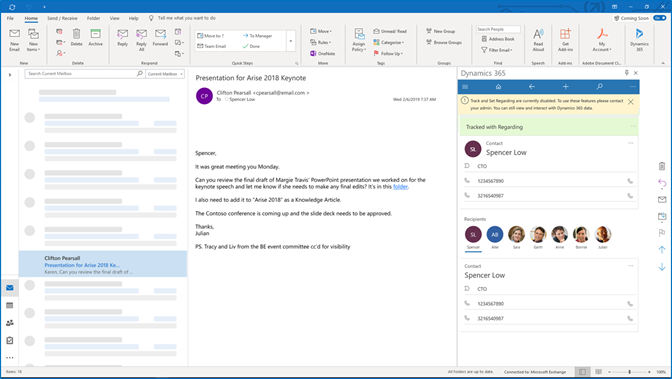 Home
Send / Receive
Folder
View
Help
Tell me what you want to do
Coming Soon
On
New Email
New Items
Delete
Archive
Reply
Reply All
Forward
Move to: ?
To Manager
Team Email
Done
Move
Rules
OneNote
Assign Policy
Unread/ Read
Categorize
Follow Up
New Group
Browse Groups
Search People
Address Book
Filter Email
Read Aloud
Get Add-ins
My Account
Dynamics 365
New
Delete
Respond
Quick Steps
Move
Tags
Groups
Find
Speech
Add-ins
Adobe Document Clo...
Search Current Mailbox
Current Mailbox
Clifton Pearsall
Presentation for Arise 2018 Ke...
Karen, Can you review the final draft of ...
Presentation for Arise 2018 Keynote
CP
Clifton Pearsall <cpearsall@email.com>
To Spencer Low
Wed 2/6/2019 7:37 AM
Spencer,
It was great meeting you Monday.
Can you review the final draft of Margie Travis' PowerPoint presentation we worked on for the
keynote speech and let me know if she needs to make any final edits? It's in this folder.
I also need to add it to "Arise 2018" as a Knowledge Article.
The Contoso conference is coming up and the slide deck needs to be approved.
Thanks,
Julian
PS. Tracy and Liv from the BE event committee cc'd for visibility
Dynamics 365
Track and Set Regarding are currently disabled. To use these features please contact
your admin. You can still view and interact with Dynamics 365 data.
Tracked with Regarding
SL
Contact
Spencer Low
CTO
1234567890
3216540987
Recipients
SL
AB
Spencer
Allie
Sara
Garth
Anne
Bonnie
Julian
Contact
Spencer Low
CTO
1234567890
3216540987
Items: 18
All folders are up to date.
Connected to: Microsoft Exchange
100%